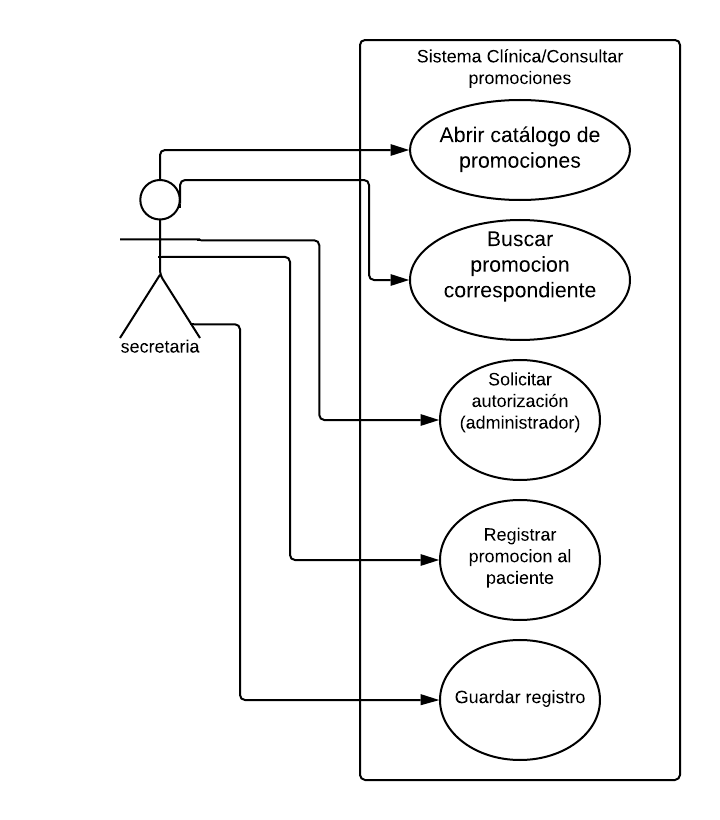 Sistema Clínica/Consultar
promociones
Abrir catálogo de
promociones
Buscar
promocion
correspondiente
secretaria
Solicitar
autorización
(administrador)
Registrar
promocion al
paciente
Guardar registro